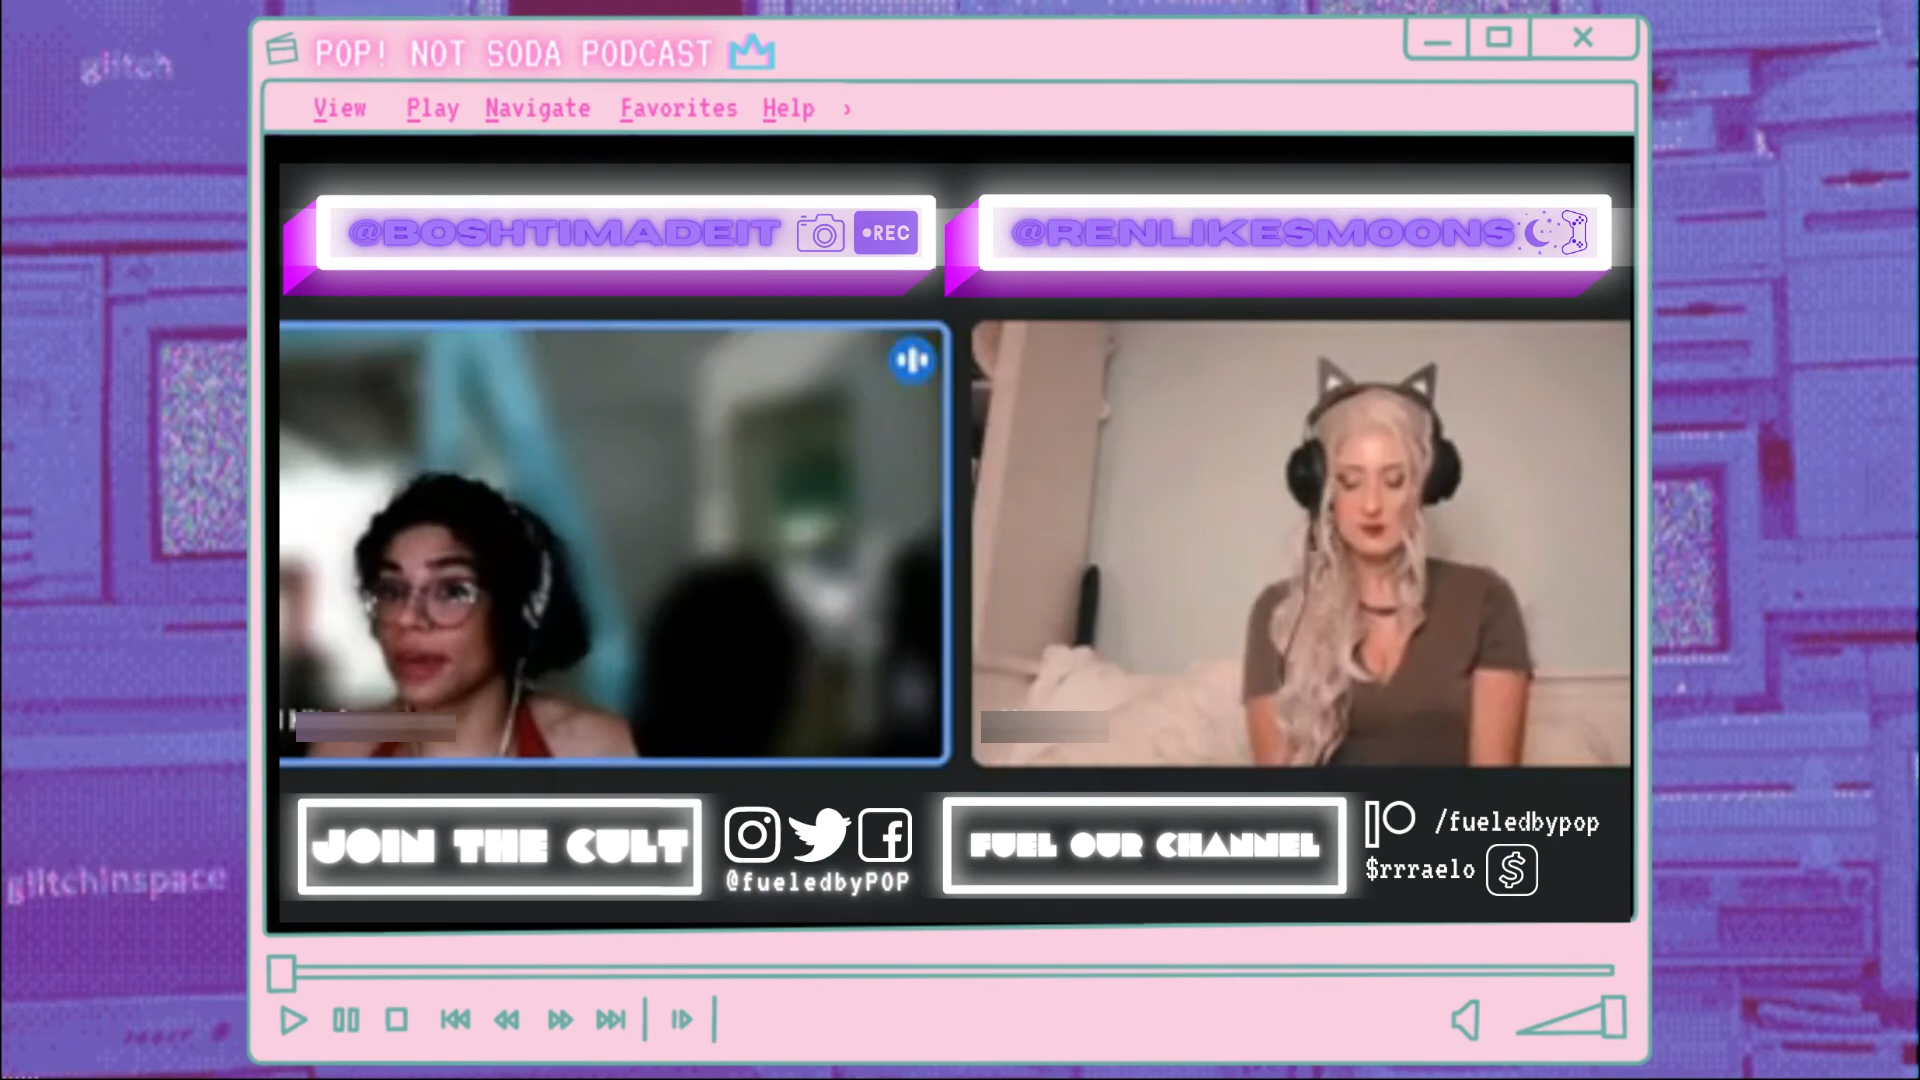 glitch
POP! NOT SODA PODCAST
View Play Navigate Favorites Help ›
@BOSHTIMADEIT
REC
@RENLIKESMOONS
JOIN THE CULT
@fueledbyPOP
FUEL OUR CHANNEL
/fueledbypop
$rrraelo
glitchinspace